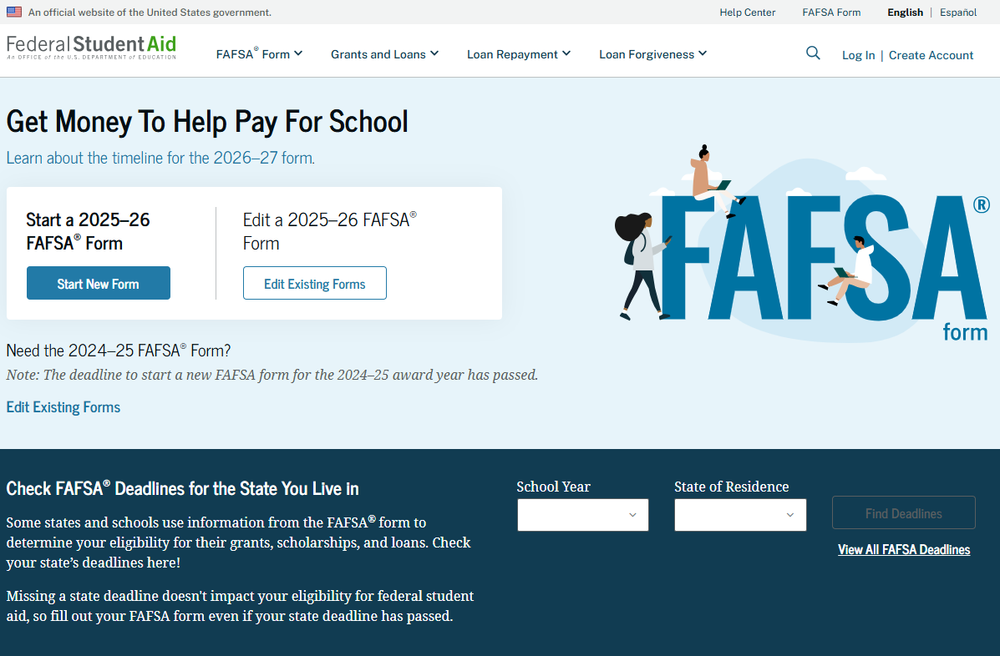 An official website of the United States government.
Help Center
FAFSA Form
English | Español
Federal Student Aid
An OFFICE of the U.S. DEPARTMENT of EDUCATION
FAFSA® Form
Grants and Loans
Loan Repayment
Loan Forgiveness
Log In | Create Account
Get Money To Help Pay For School
Learn about the timeline for the 2026–27 form.
Start a 2025–26
FAFSA® Form
Start New Form
Edit a 2025–26 FAFSA®
Form
Edit Existing Forms
FAFSA®
form
Need the 2024–25 FAFSA® Form?
Note: The deadline to start a new FAFSA form for the 2024–25 award year has passed.
Edit Existing Forms
Check FAFSA® Deadlines for the State You Live in
Some states and schools use information from the FAFSA® form to
determine your eligibility for their grants, scholarships, and loans. Check
your state’s deadlines here!
Missing a state deadline doesn't impact your eligibility for federal student
aid, so fill out your FAFSA form even if your state deadline has passed.
School Year
State of Residence
Find Deadlines
View All FAFSA Deadlines